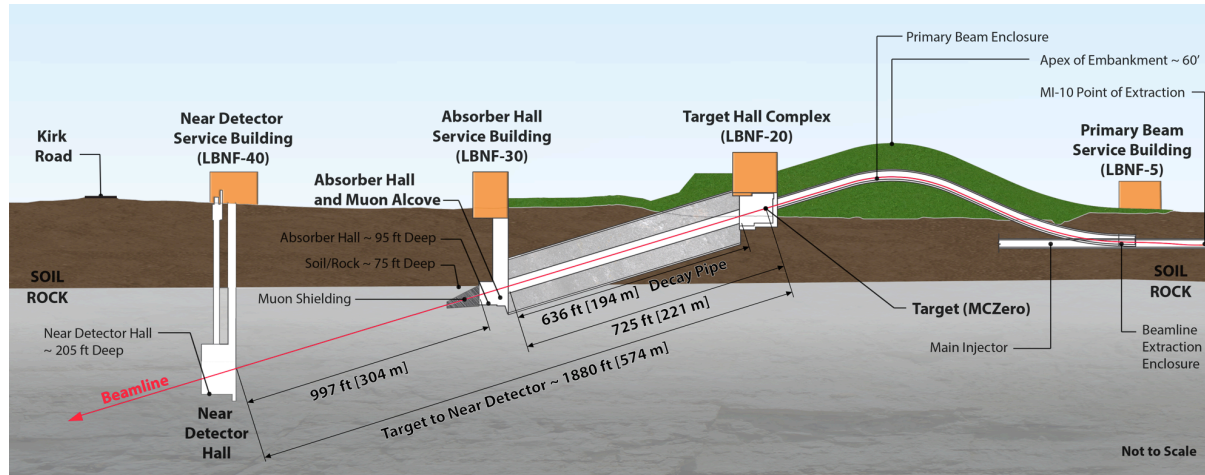 Primary Beam Enclosure
Apex of Embankment ~ 60'
MI-10 Point of Extraction
Kirk
Road
Near Detector
Service Building
(LBNF-40)
Absorber Hall
Service Building
(LBNF-30)
Target Hall Complex
(LBNF-20)
Primary Beam
Service Building
(LBNF-5)
Absorber Hall
and Muon Alcove
Absorber Hall ~ 95 ft Deep
Soil/Rock ~ 75 ft Deep
Muon Shielding
SOIL
ROCK
SOIL
ROCK
Near Detector Hall
~ 205 ft Deep
636 ft [194 m] Decay Pipe
725 ft [221 m]
997 ft [304 m]
Target to Near Detector ~ 1880 ft [574 m]
Target (MCZero)
Main Injector
Beamline
Extraction
Enclosure
Beamline
Near
Detector
Hall
Not to Scale